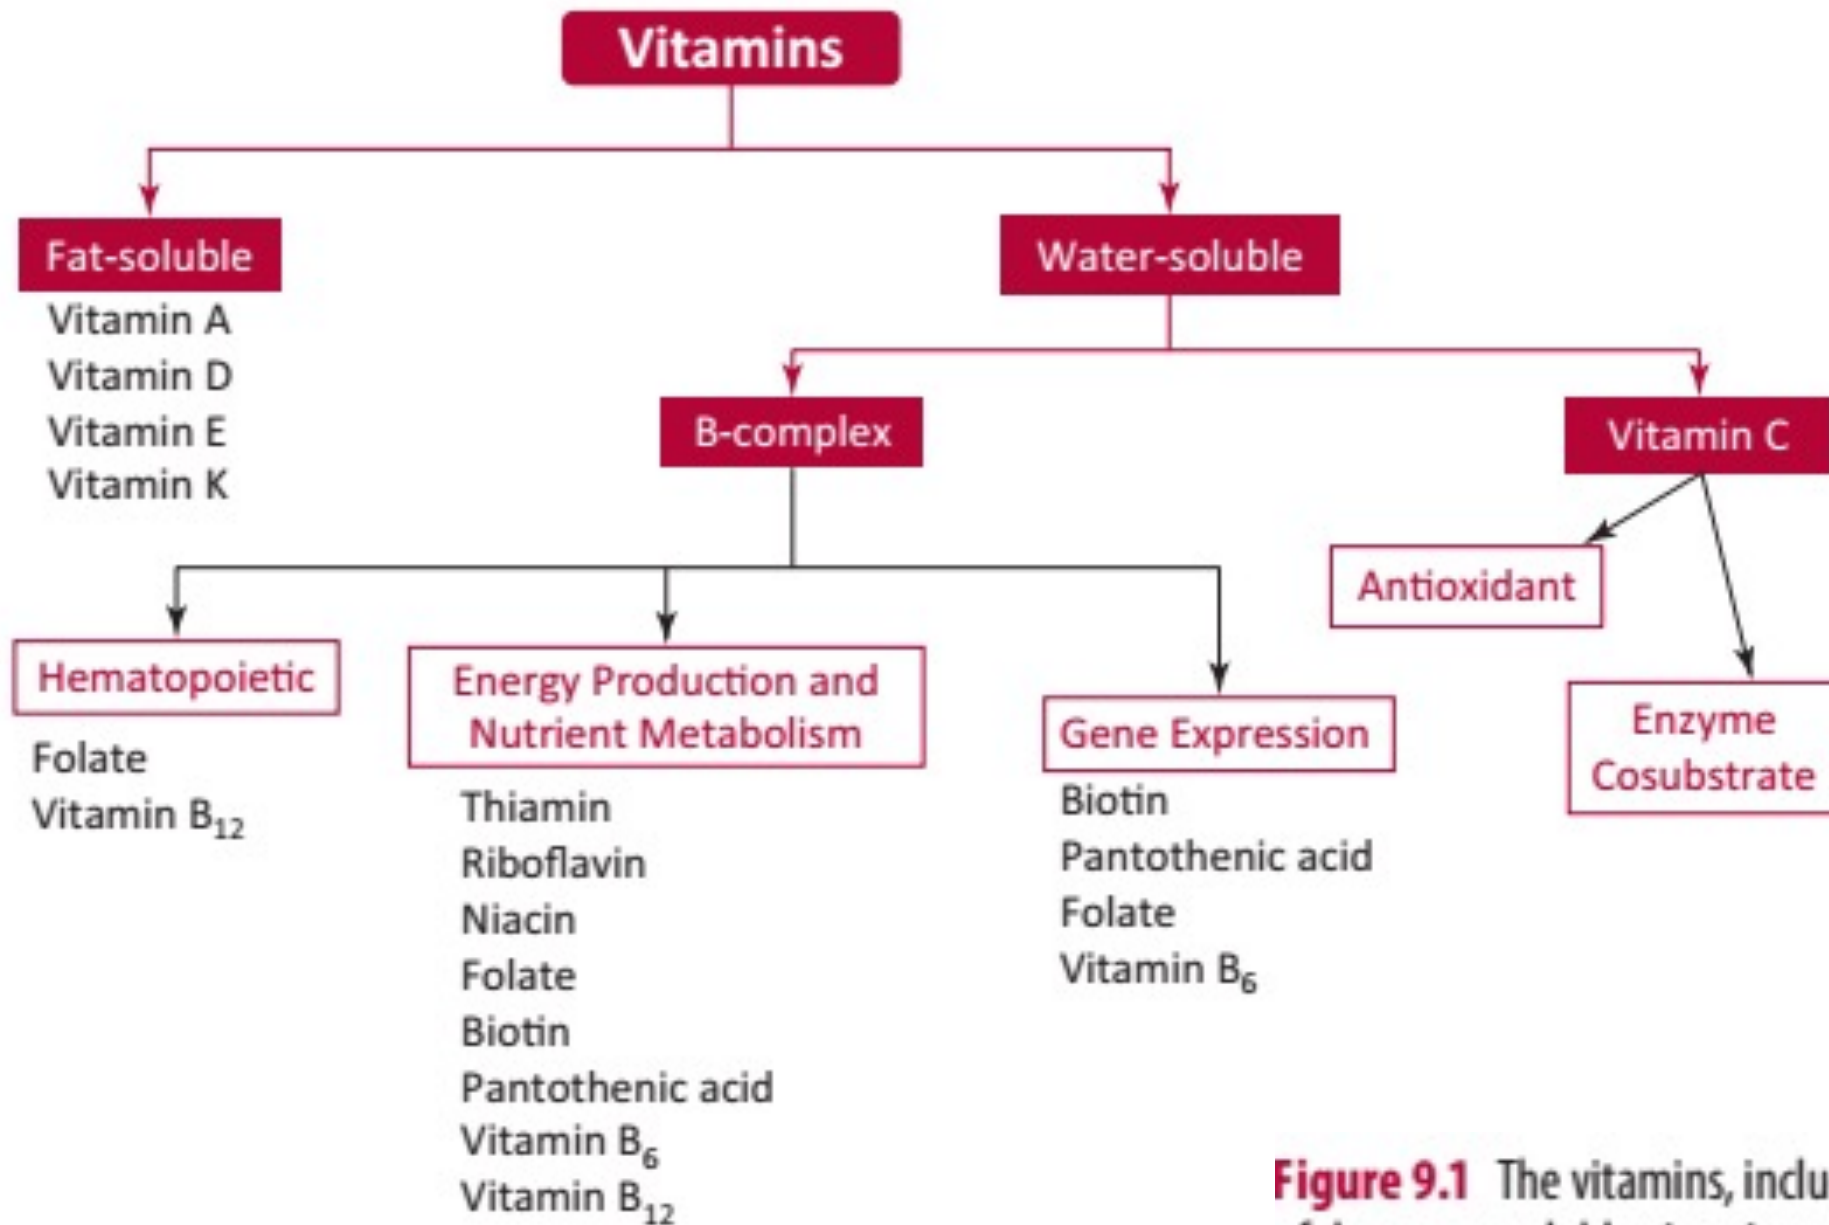 Vitamins
Fat-soluble
Vitamin A
Vitamin D
Vitamin E
Vitamin K
Water-soluble
B-complex
Vitamin C
Hematopoietic
Folate
Vitamin B₁₂
Energy Production and
Nutrient Metabolism
Thiamin
Riboflavin
Niacin
Folate
Biotin
Pantothenic acid
Vitamin B₆
Vitamin B₁₂
Gene Expression
Biotin
Pantothenic acid
Folate
Vitamin B₆
Antioxidant
Enzyme
Cosubstrate
Figure 9.1 The vitamins, inclu